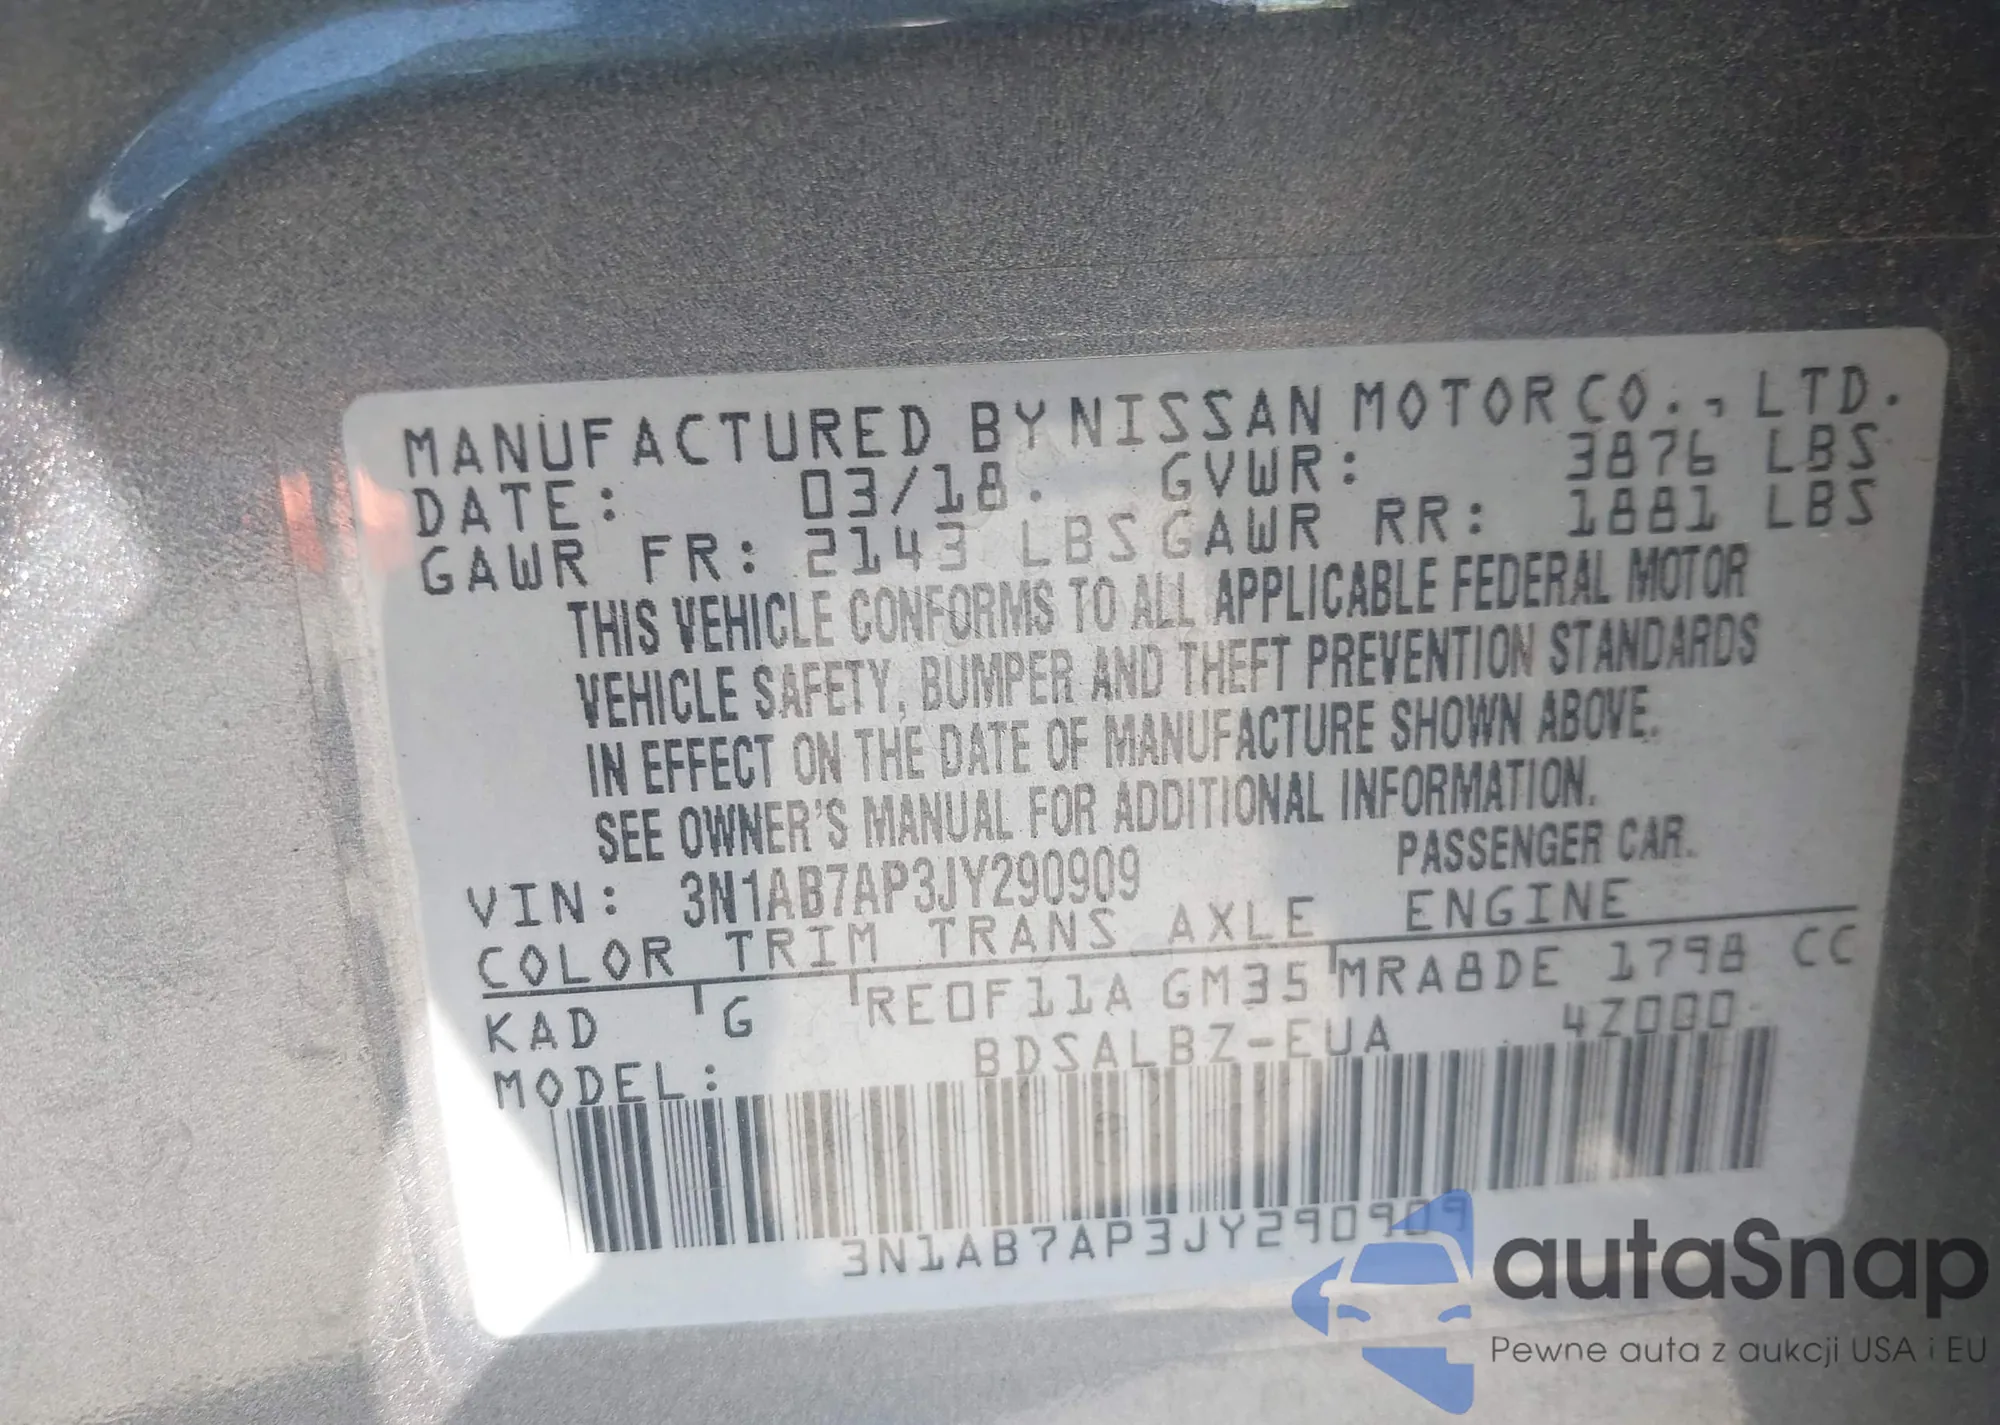 MANUFACTURED BY NISSAN MOTOR CO., LTD.
DATE: 03/18. GVWR: 3876 LBS
GAWR FR: 2143 LBS GAWR RR: 1881 LBS
THIS VEHICLE CONFORMS TO ALL APPLICABLE FEDERAL MOTOR
VEHICLE SAFETY, BUMPER AND THEFT PREVENTION STANDARDS
IN EFFECT ON THE DATE OF MANUFACTURE SHOWN ABOVE.
SEE OWNER'S MANUAL FOR ADDITIONAL INFORMATION.
VIN: 3N1AB7AP3JY290909 PASSENGER CAR.
COLOR TRIM TRANS AXLE ENGINE
KAD G RE0F11A GM35 MRA8DE 1798 CC
MODEL: BDSALBZ-EUA 4Z000
3N1AB7AP3JY290909
autaSnap
Pewne auta z aukcji USA i EU